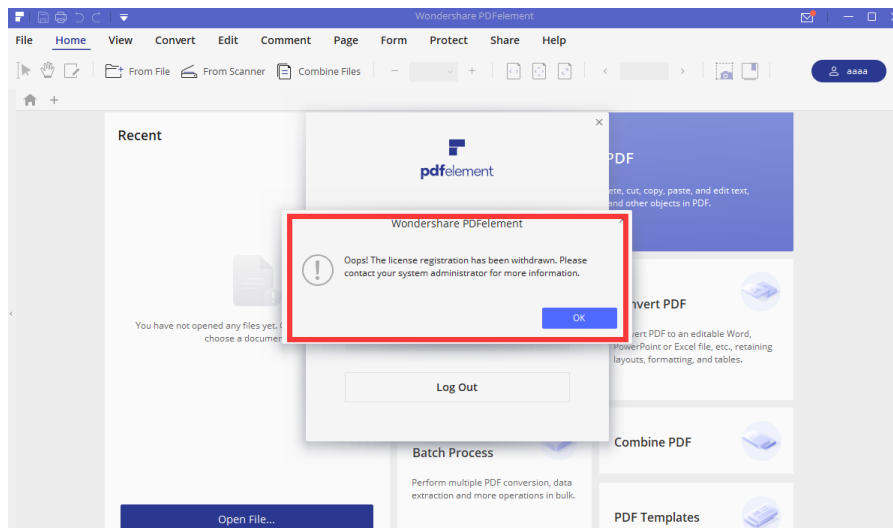 Wondershare PDFelement
File Home View Convert Edit Comment Page Form Protect Share Help
From File From Scanner Combine Files
aaaa
Recent
pdfelement
PDF
ete, cut, copy, paste, and edit text,
and other objects in PDF.
Wondershare PDFelement
Oops! The license registration has been withdrawn. Please
contact your system administrator for more information.
OK
You have not opened any files yet.
choose a documen
nvert PDF
vert PDF to an editable Word,
PowerPoint or Excel file, etc., retaining
layouts, formatting, and tables.
Log Out
Batch Process
Perform multiple PDF conversion, data
extraction and more operations in bulk.
Combine PDF
Open File...
PDF Templates